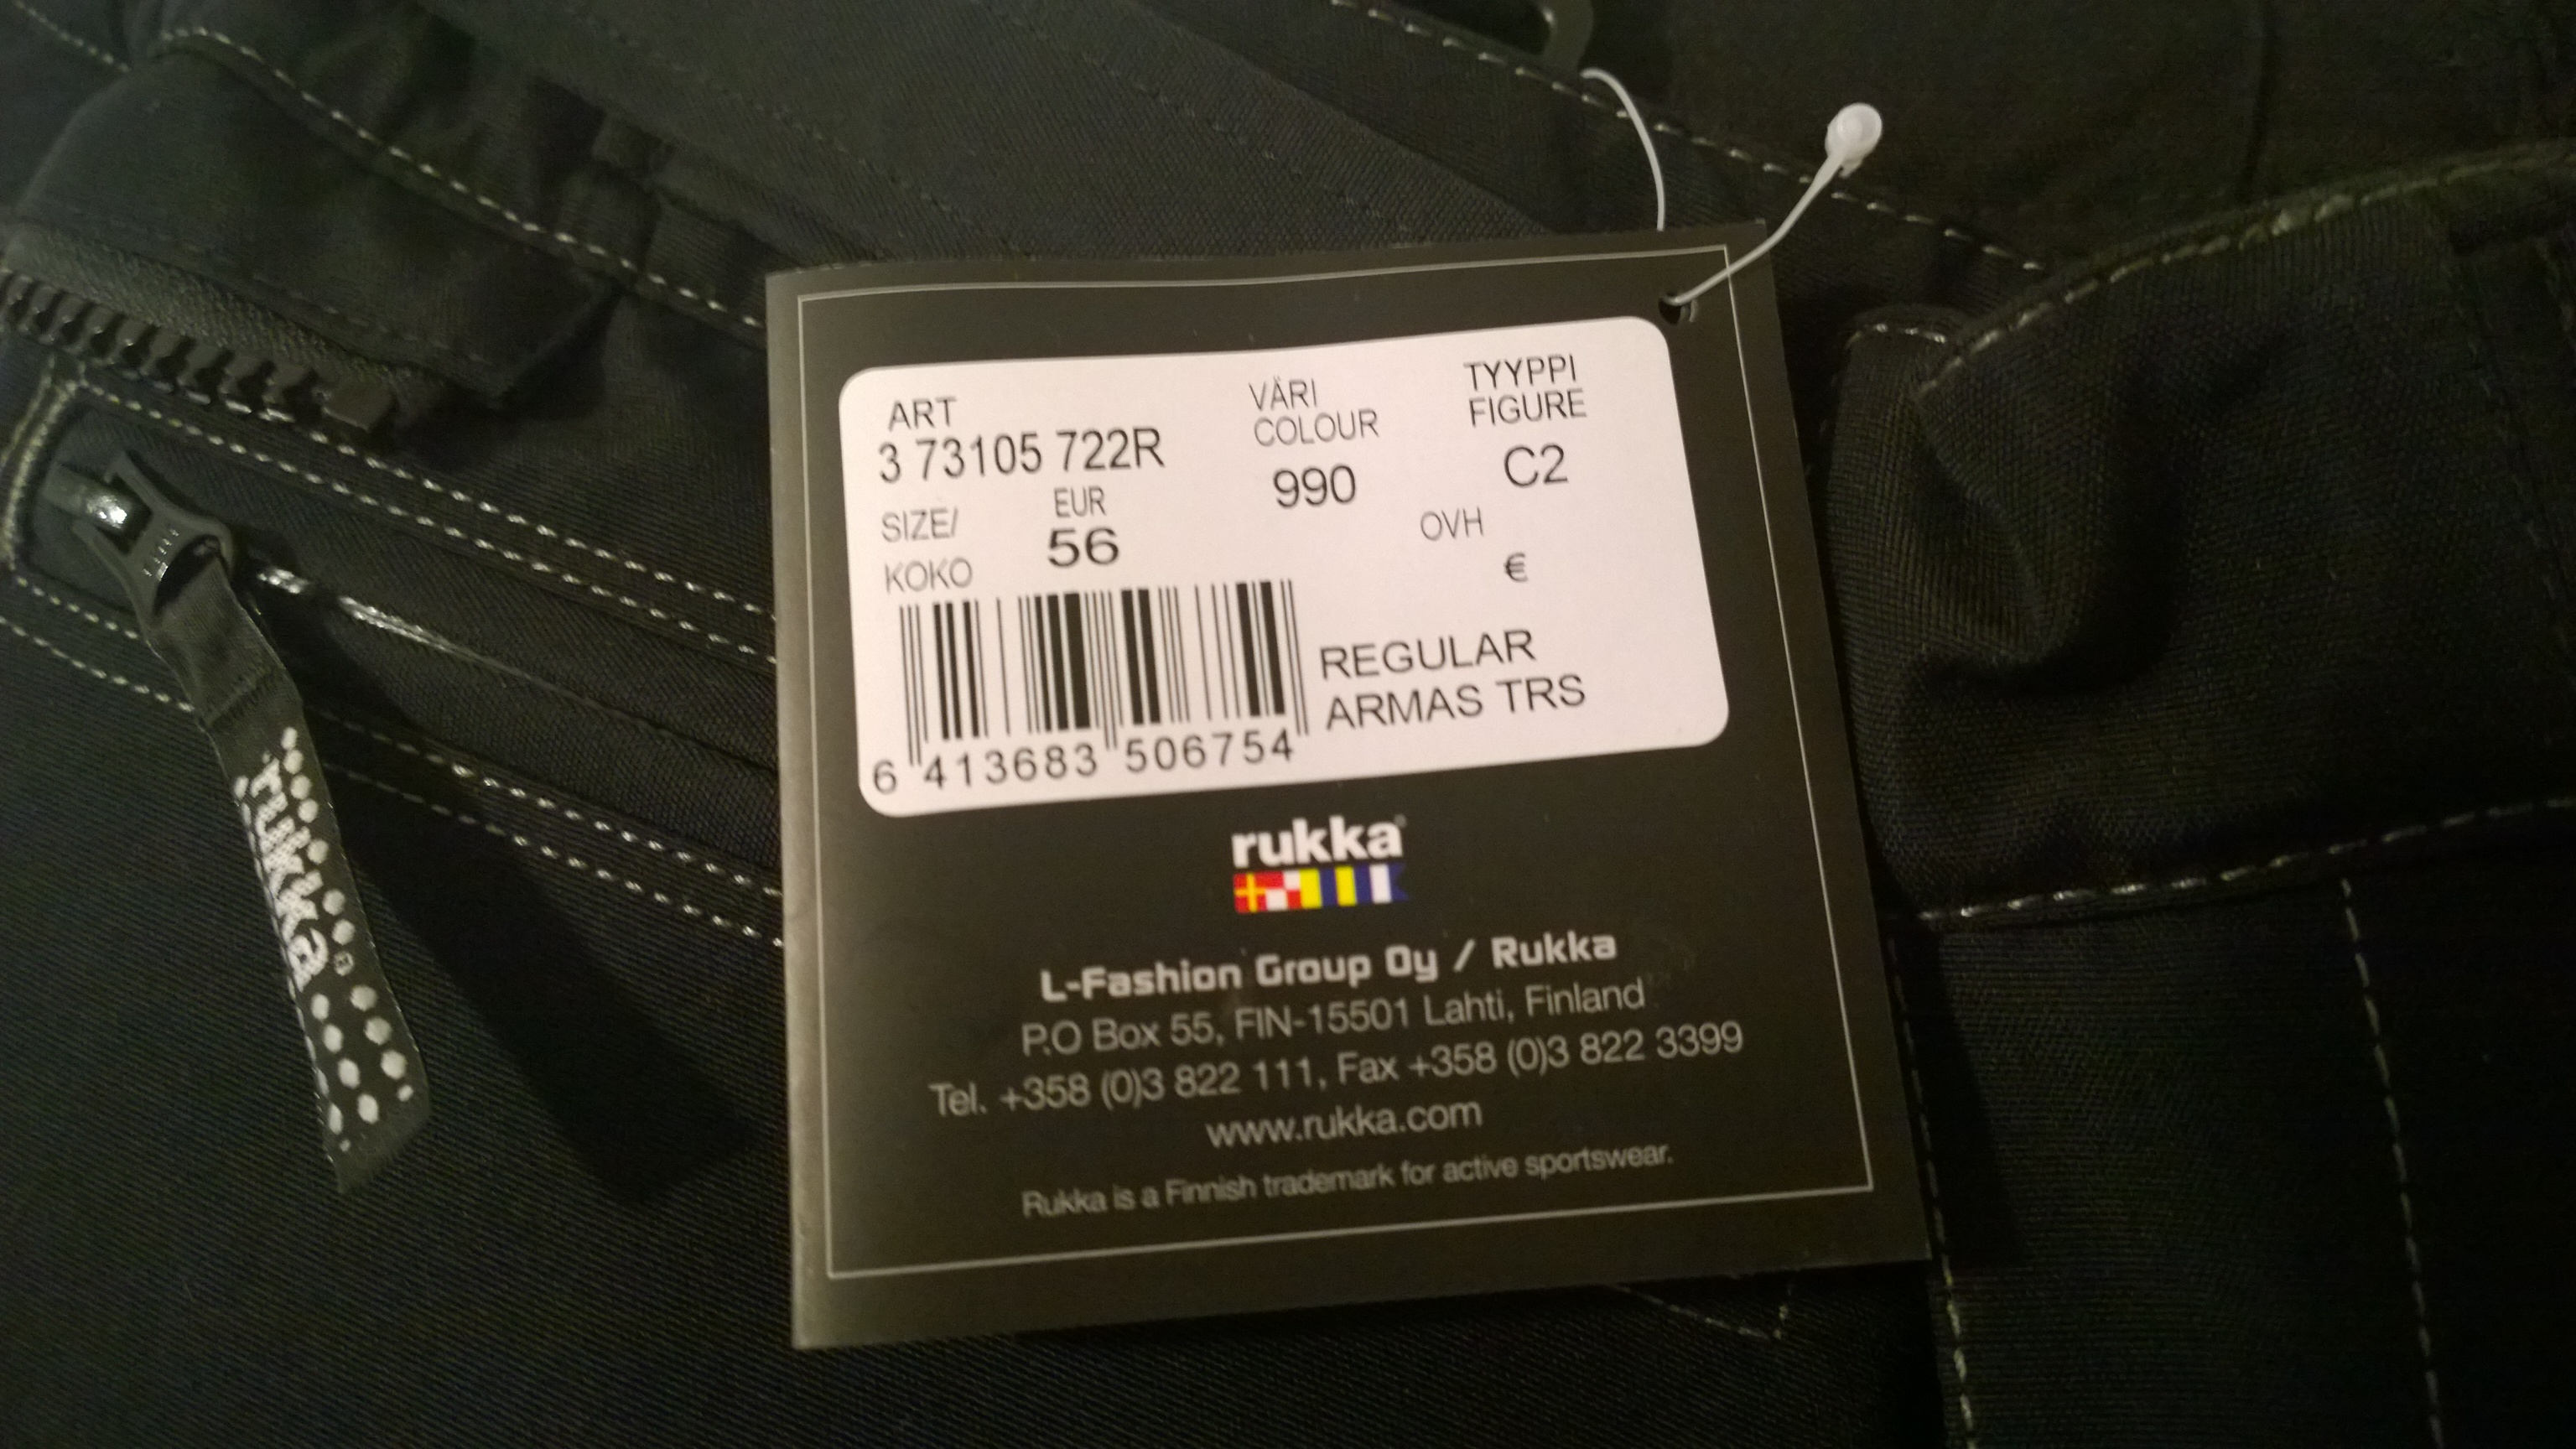 ART
3 73105 722R
VÄRI
COLOUR
990
TYYPPI
FIGURE
C2
SIZE/
KOKO
EUR
56
OVH
€
6 413683 506754
REGULAR
ARMAS TRS
rukka®
L-Fashion Group Oy / Rukka
P.O Box 55, FIN-15501 Lahti, Finland
Tel. +358 (0)3 822 111, Fax +358 (0)3 822 3399
www.rukka.com
Rukka is a Finnish trademark for active sportswear.
rukka®